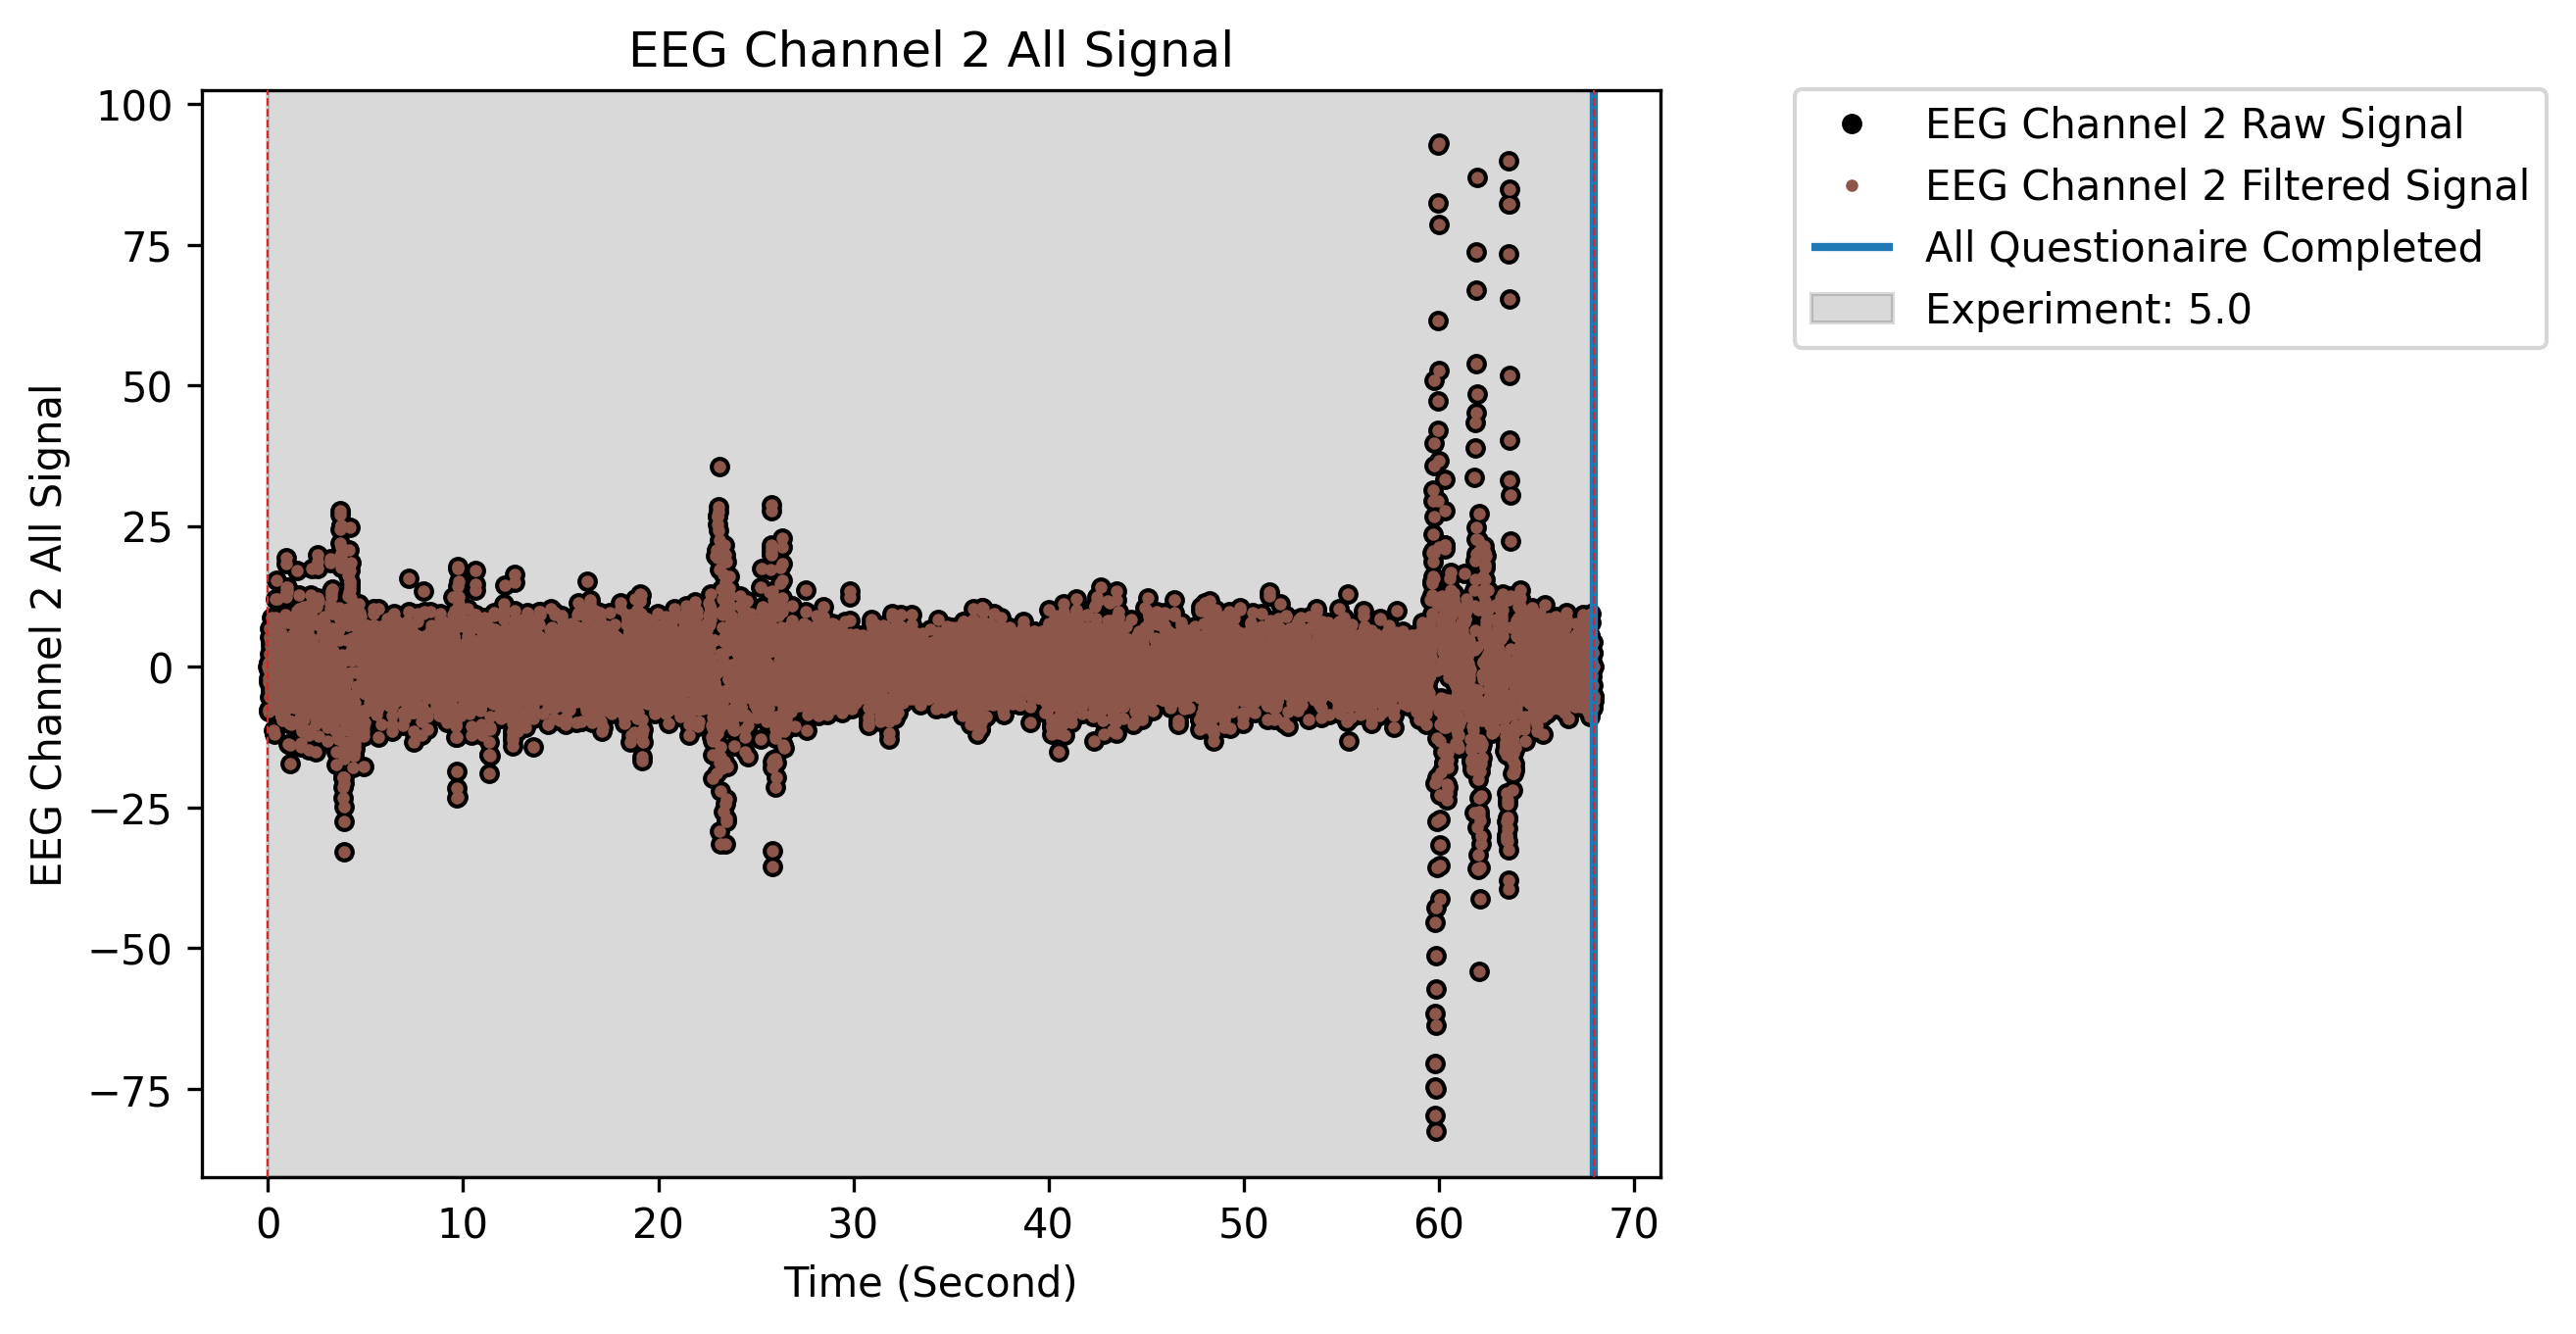 EEG Channel 2 All Signal
EEG Channel 2 All Signal
100
75
50
25
0
−25
−50
−75
0 10 20 30 40 50 60 70
Time (Second)
EEG Channel 2 Raw Signal
EEG Channel 2 Filtered Signal
All Questionaire Completed
Experiment: 5.0